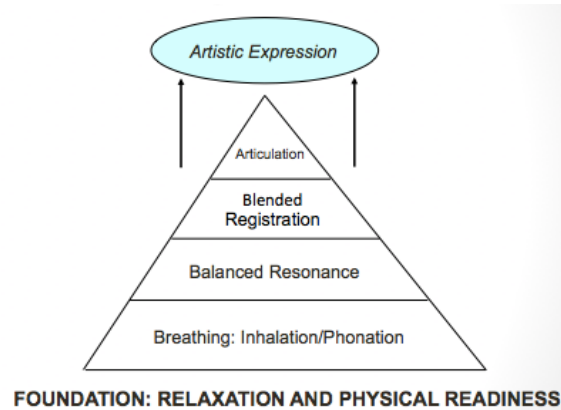 Artistic Expression
Articulation
Blended
Registration
Balanced Resonance
Breathing: Inhalation/Phonation
FOUNDATION: RELAXATION AND PHYSICAL READINESS